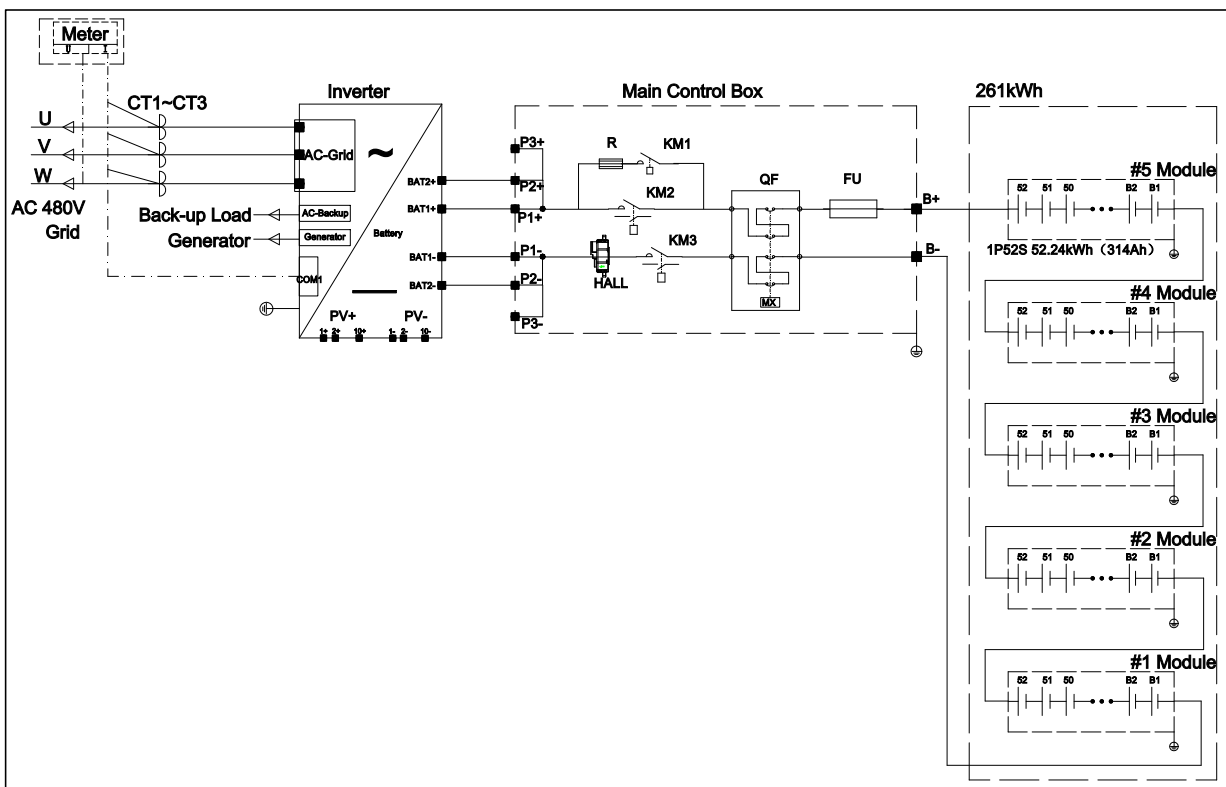 Meter
U I
CT1~CT3
U
V
W
AC 480V
Grid
Back-up Load
Generator
Inverter
AC-Grid
~
AC-Backup
Generator
COM1
Battery
BAT2+
BAT1+
BAT1-
BAT2-
PV+ PV-
1+ 2+ 10+ 1- 2- 10-
Main Control Box
P3+
P2+
P1+
P1-
P2-
P3-
R KM1
KM2
KM3
HALL
QF
MX
FU
B+
B-
261kWh
#5 Module
52 51 50 B2 B1
1P52S 52.24kWh（314Ah）
#4 Module
52 51 50 B2 B1
#3 Module
52 51 50 B2 B1
#2 Module
52 51 50 B2 B1
#1 Module
52 51 50 B2 B1